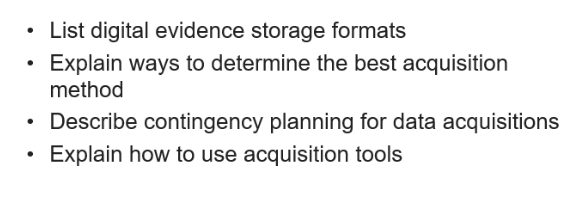 • List digital evidence storage formats
• Explain ways to determine the best acquisition
method
• Describe contingency planning for data acquisitions
• Explain how to use acquisition tools